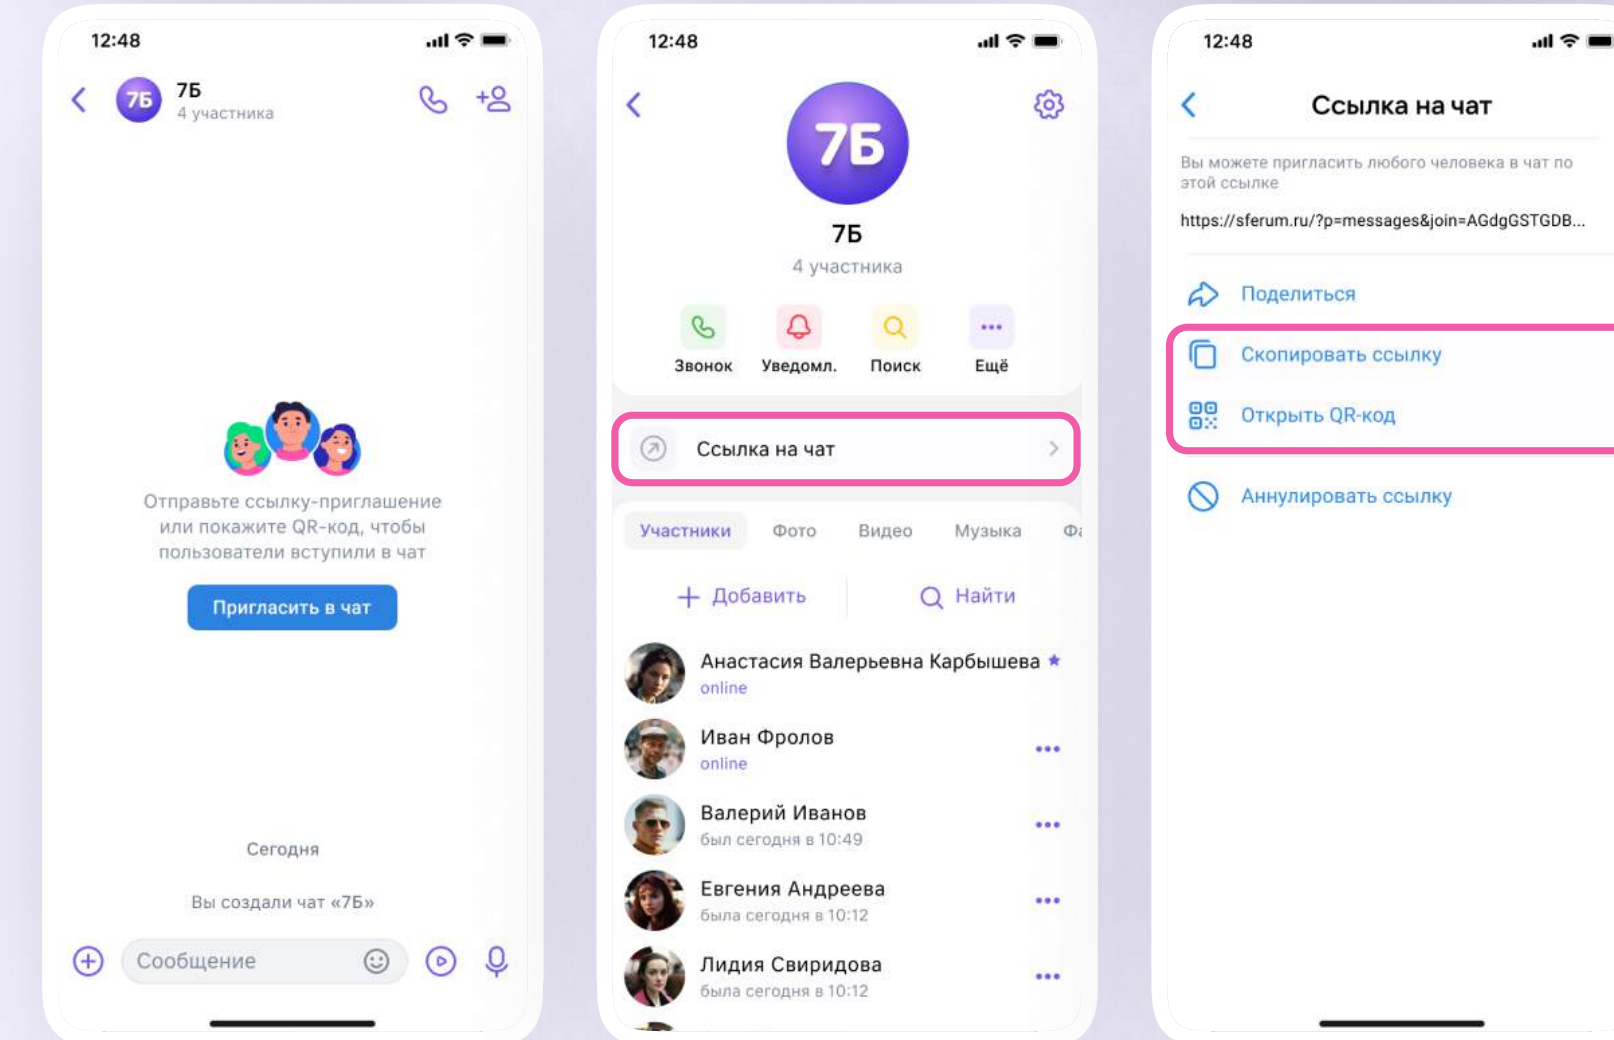 12:48
7Б
7Б
4 участника
Отправьте ссылку-приглашение
или покажите QR-код, чтобы
пользователи вступили в чат
Пригласить в чат
Сегодня
Вы создали чат «7Б»
Сообщение
12:48
7Б
7Б
4 участника
Звонок
Уведомл.
Поиск
Ещё
Ссылка на чат
Участники
Фото
Видео
Музыка
Добавить
Найти
Анастасия Валерьевна Карбышева
online
Иван Фролов
online
Валерий Иванов
был сегодня в 10:49
Евгения Андреева
была сегодня в 10:12
Лидия Свиридова
была сегодня в 10:12
12:48
Ссылка на чат
Вы можете пригласить любого человека в чат по
этой ссылке
https://sferum.ru/?p=messages&join=AGdgGSTGDB...
Поделиться
Скопировать ссылку
Открыть QR-код
Аннулировать ссылку